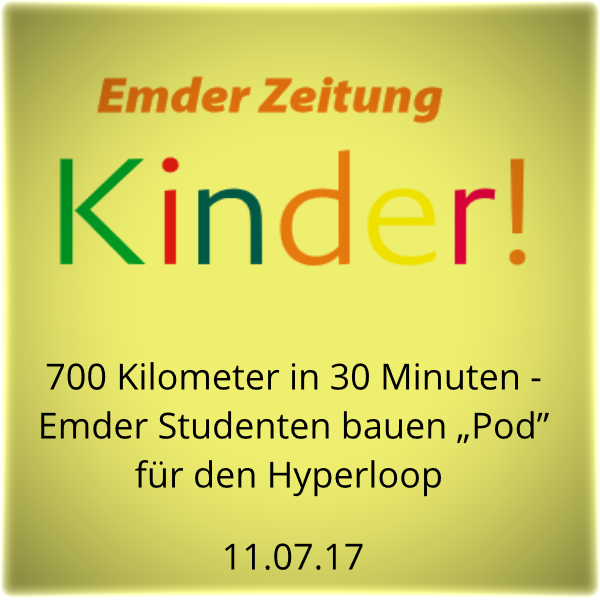 Emder Zeitung
Kinder!
700 Kilometer in 30 Minuten -
Emder Studenten bauen „Pod”
für den Hyperloop
11.07.17